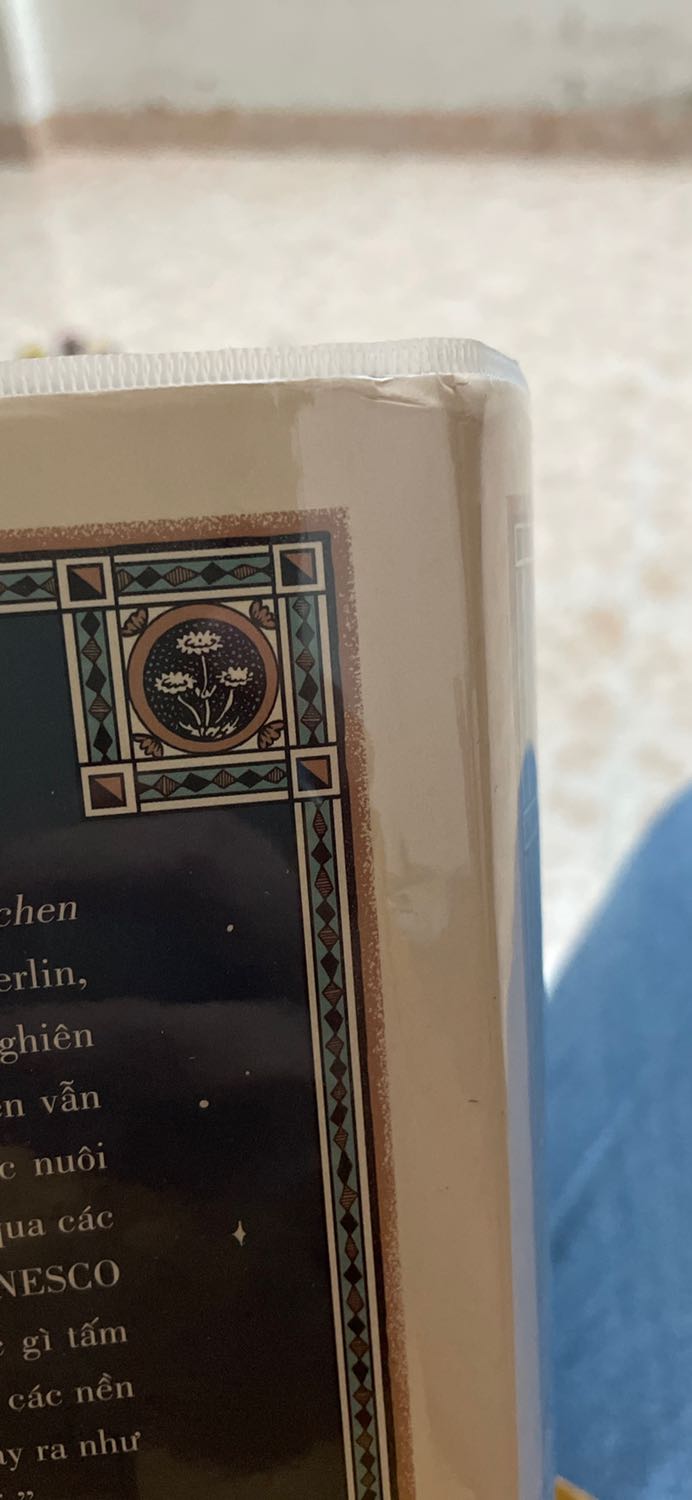 chen
erlin,
ghiên
en vẫn
c nuôi
qua các
NESCO
gì tấm
các nền
ay ra như
”